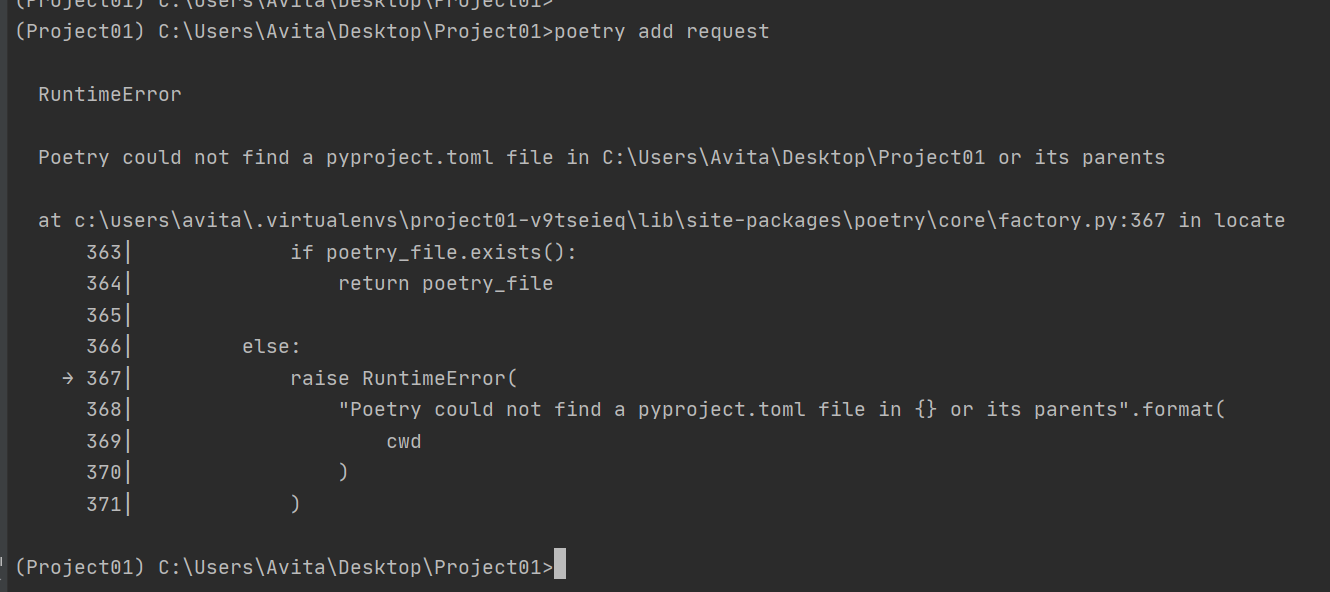 (Project01) C:\Users\Avita\Desktop\Project01>
(Project01) C:\Users\Avita\Desktop\Project01>poetry add request
RuntimeError
Poetry could not find a pyproject.toml file in C:\Users\Avita\Desktop\Project01 or its parents
at c:\users\avita\.virtualenvs\project01-v9tseieq\lib\site-packages\poetry\core\factory.py:367 in locate
363│             if poetry_file.exists():
364│                 return poetry_file
365│
366│         else:
→ 367│             raise RuntimeError(
368│                 "Poetry could not find a pyproject.toml file in {} or its parents".format(
369│                     cwd
370│                 )
371│             )
(Project01) C:\Users\Avita\Desktop\Project01>